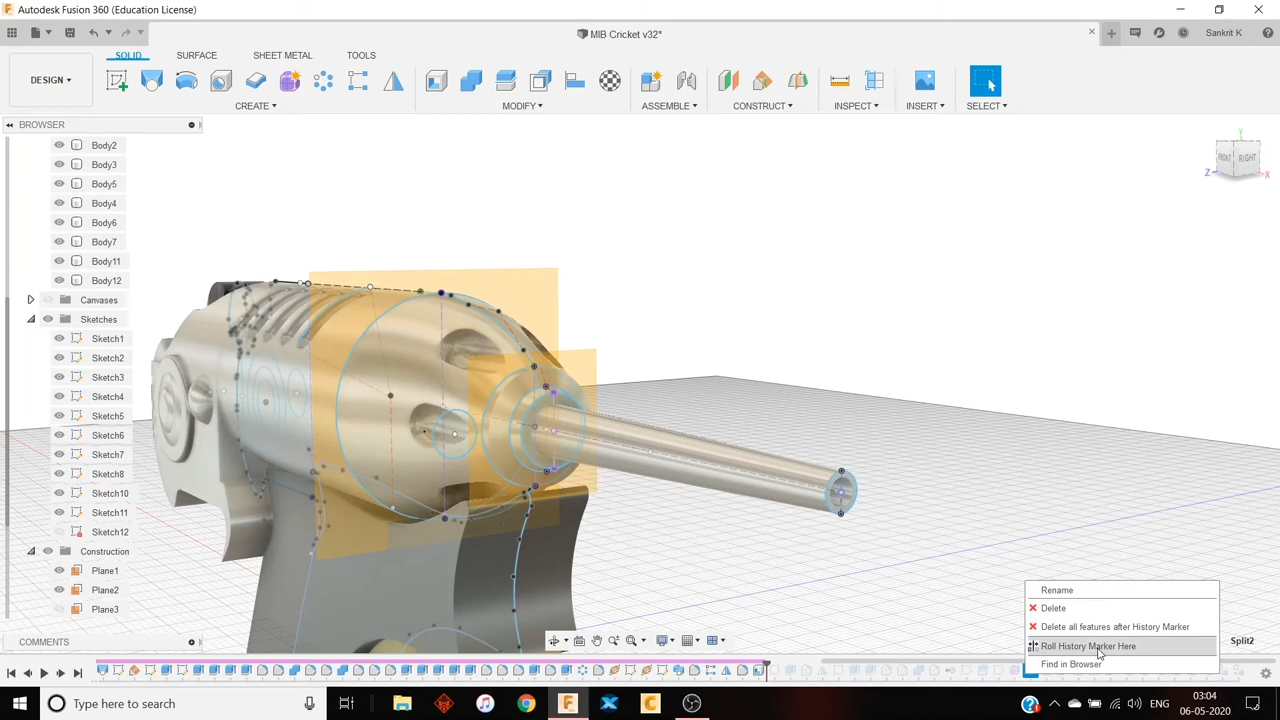 Autodesk Fusion 360 (Education License)
MIB Cricket v32*
Sankrit K
SOLID SURFACE SHEET METAL TOOLS
DESIGN
CREATE MODIFY ASSEMBLE CONSTRUCT INSPECT INSERT SELECT
BROWSER
Body2
Body3
Body5
Body4
Body6
Body7
Body11
Body12
Canvases
Sketches
Sketch1
Sketch2
Sketch3
Sketch4
Sketch5
Sketch6
Sketch7
Sketch8
Sketch10
Sketch11
Sketch12
Construction
Plane1
Plane2
Plane3
Y
FRONT RIGHT
Z X
Rename
Delete
Delete all features after History Marker
Roll History Marker Here
Find in Browser
COMMENTS
Split2
Type here to search
ENG
03:04
06-05-2020